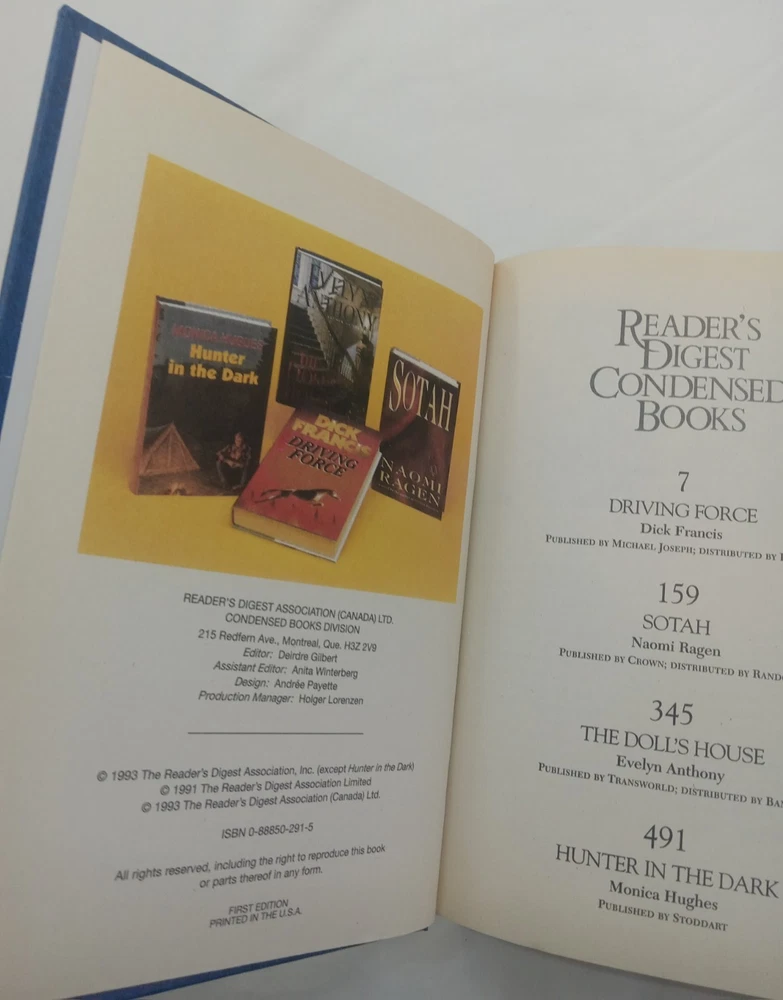 MONICA HUGHES
Hunter
in the Dark
EVELYN
ANTHONY
THE
DOLL'S
HOUSE
SOTAH
NAOMI
RAGEN
DICK
FRANCIS
DRIVING
FORCE
READER'S DIGEST ASSOCIATION (CANADA) LTD.
CONDENSED BOOKS DIVISION
215 Redfern Ave., Montreal, Que. H3Z 2V9
Editor: Deirdre Gilbert
Assistant Editor: Anita Winterberg
Design: Andrée Payette
Production Manager: Holger Lorenzen
© 1993 The Reader's Digest Association, Inc. (except Hunter in the Dark)
© 1991 The Reader's Digest Association Limited
© 1993 The Reader's Digest Association (Canada) Ltd.
ISBN 0-88850-291-5
All rights reserved, including the right to reproduce this book
or parts thereof in any form.
FIRST EDITION
PRINTED IN THE U.S.A.
READER'S
DIGEST
CONDENSED
BOOKS
7
DRIVING FORCE
Dick Francis
PUBLISHED BY MICHAEL JOSEPH; DISTRIBUTED BY
159
SOTAH
Naomi Ragen
PUBLISHED BY CROWN; DISTRIBUTED BY RAND
345
THE DOLL'S HOUSE
Evelyn Anthony
PUBLISHED BY TRANSWORLD; DISTRIBUTED BY BA
491
HUNTER IN THE DARK
Monica Hughes
PUBLISHED BY STODDART